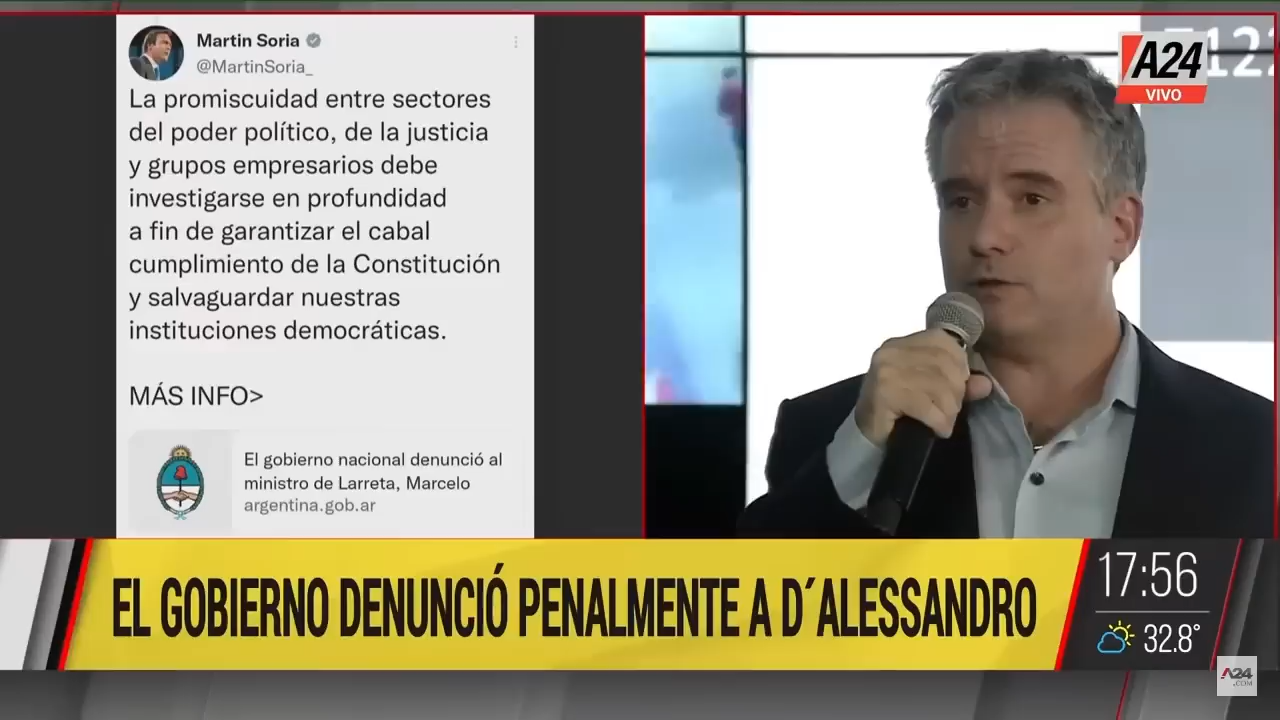 Martin Soria
@MartinSoria_
La promiscuidad entre sectores
del poder político, de la justicia
y grupos empresarios debe
investigarse en profundidad
a fin de garantizar el cabal
cumplimiento de la Constitución
y salvaguardar nuestras
instituciones democráticas.
MÁS INFO>
El gobierno nacional denunció al
ministro de Larreta, Marcelo
argentina.gob.ar
A24
VIVO
122
EL GOBIERNO DENUNCIÓ PENALMENTE A D´ALESSANDRO
17:56
32.8°
A24
.COM